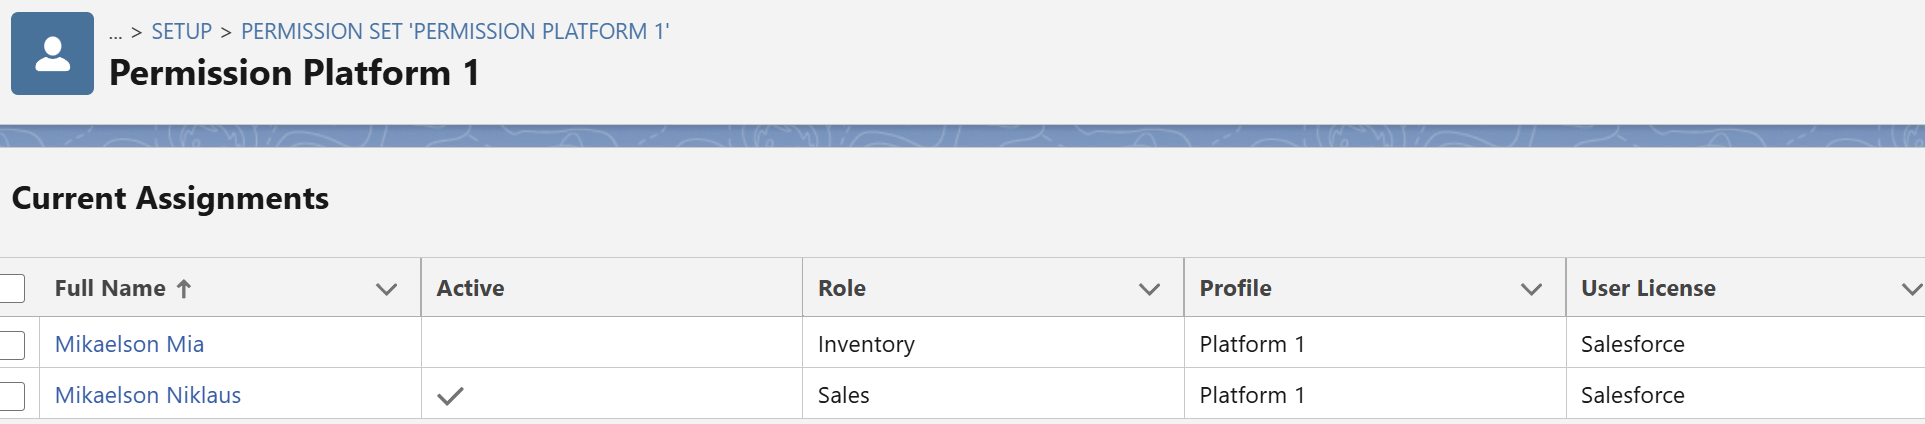 ... > SETUP > PERMISSION SET 'PERMISSION PLATFORM 1'
Permission Platform 1
Current Assignments
Full Name Active Role Profile User License
Mikaelson Mia Inventory Platform 1 Salesforce
Mikaelson Niklaus Sales Platform 1 Salesforce